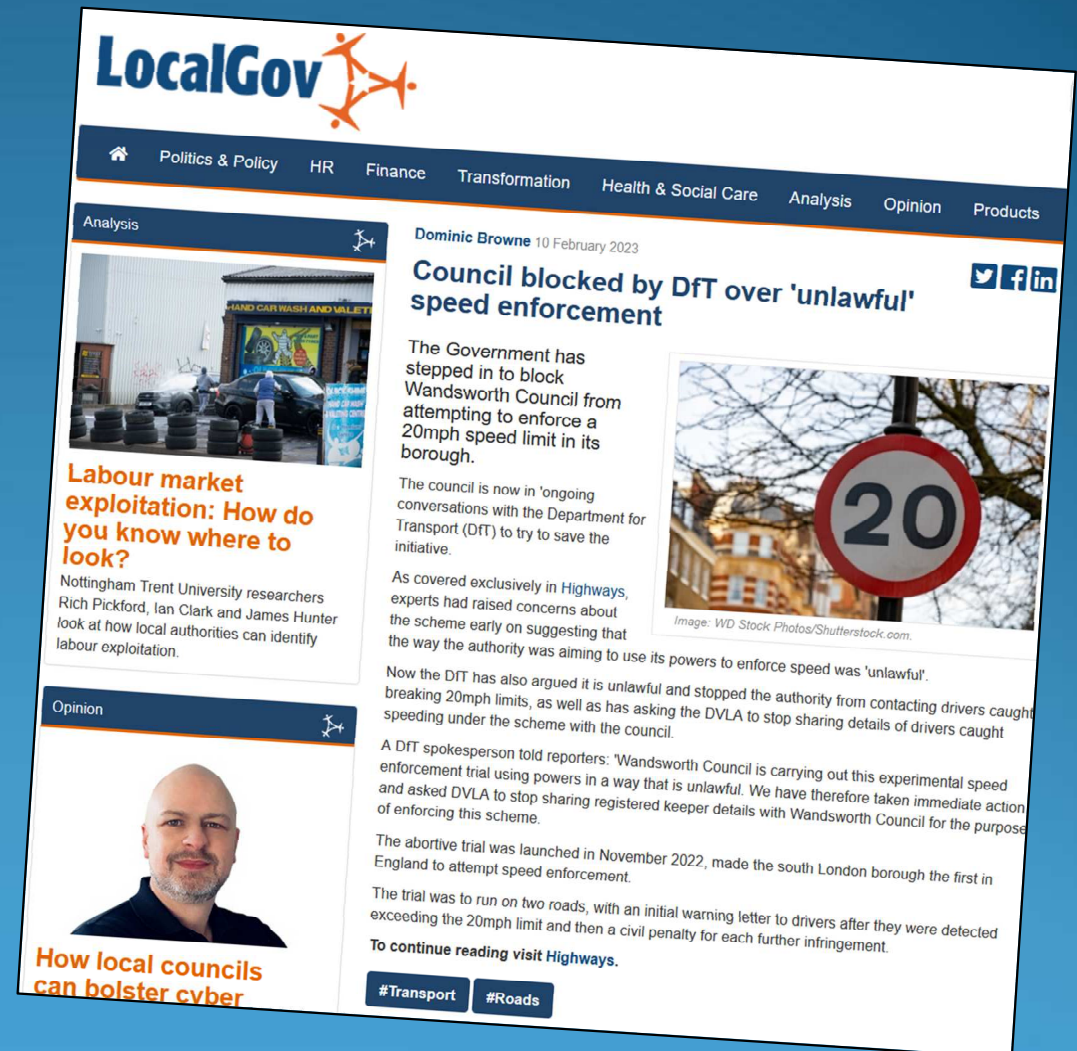 LocalGov
Politics & Policy HR Finance Transformation Health & Social Care Analysis Opinion Products
Analysis
HAND CAR WASH AND VALET
Labour market
exploitation: How do
you know where to
look?
Nottingham Trent University researchers
Rich Pickford, Ian Clark and James Hunter
look at how local authorities can identify
labour exploitation.
Opinion
How local councils
can bolster cyber
Dominic Browne 10 February 2023
Council blocked by DfT over 'unlawful'
speed enforcement
The Government has
stepped in to block
Wandsworth Council from
attempting to enforce a
20mph speed limit in its
borough.
20
Image: WD Stock Photos/Shutterstock.com.
The council is now in 'ongoing
conversations with the Department for
Transport (DfT) to try to save the
initiative.
As covered exclusively in Highways,
experts had raised concerns about
the scheme early on suggesting that
the way the authority was aiming to use its powers to enforce speed was 'unlawful'.
Now the DfT has also argued it is unlawful and stopped the authority from contacting drivers caught
breaking 20mph limits, as well as has asking the DVLA to stop sharing details of drivers caught
speeding under the scheme with the council.
A DfT spokesperson told reporters: 'Wandsworth Council is carrying out this experimental speed
enforcement trial using powers in a way that is unlawful. We have therefore taken immediate action
and asked DVLA to stop sharing registered keeper details with Wandsworth Council for the purpose
of enforcing this scheme.
The abortive trial was launched in November 2022, made the south London borough the first in
England to attempt speed enforcement.
The trial was to run on two roads, with an initial warning letter to drivers after they were detected
exceeding the 20mph limit and then a civil penalty for each further infringement.
To continue reading visit Highways.
#Transport #Roads